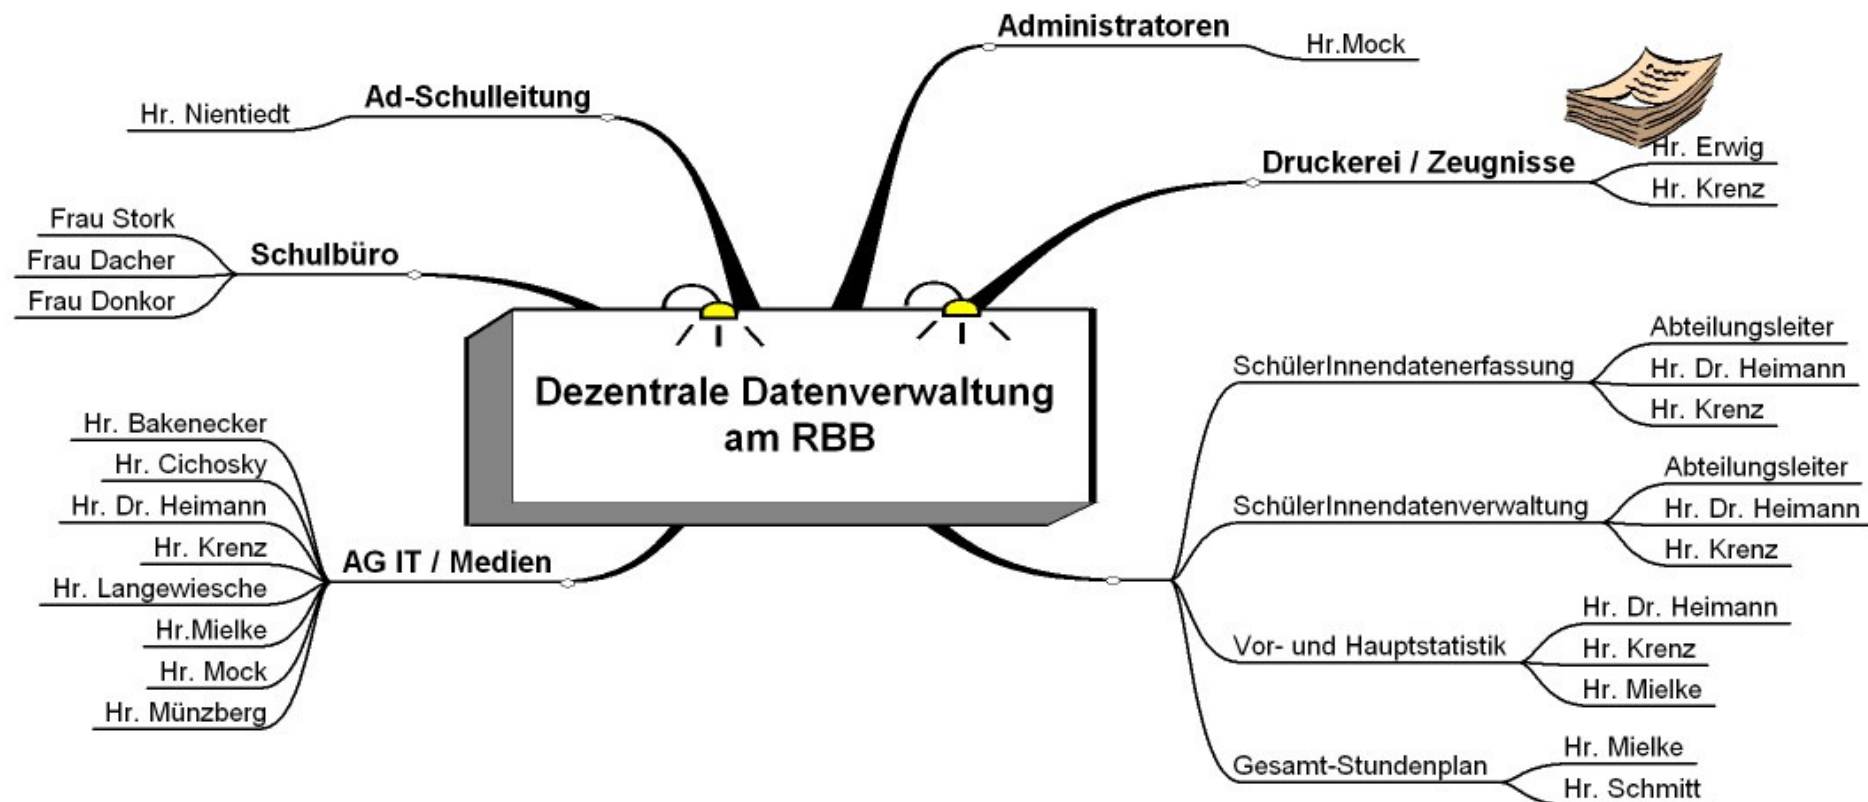 Administratoren
Hr.Mock
Ad-Schulleitung
Hr. Nientiedt
Druckerei / Zeugnisse
Hr. Erwig
Hr. Krenz
Schulbüro
Frau Stork
Frau Dacher
Frau Donkor
Dezentrale Datenverwaltung
am RBB
SchülerInnendatenerfassung
Abteilungsleiter
Hr. Dr. Heimann
Hr. Krenz
SchülerInnendatenverwaltung
Abteilungsleiter
Hr. Dr. Heimann
Hr. Krenz
Vor- und Hauptstatistik
Hr. Dr. Heimann
Hr. Krenz
Hr. Mielke
Gesamt-Stundenplan
Hr. Mielke
Hr. Schmitt
AG IT / Medien
Hr. Bakenecker
Hr. Cichosky
Hr. Dr. Heimann
Hr. Krenz
Hr. Langewiesche
Hr.Mielke
Hr. Mock
Hr. Münzberg